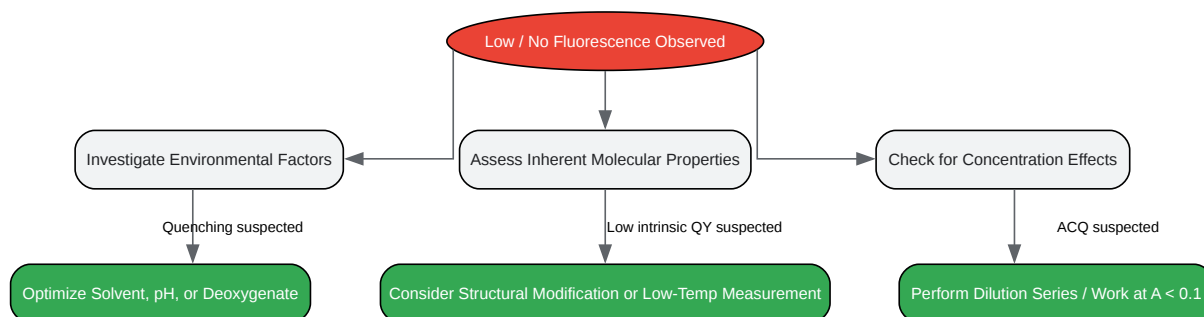 Low / No Fluorescence Observed
Investigate Environmental Factors
Assess Inherent Molecular Properties
Check for Concentration Effects
Quenching suspected
Low intrinsic QY suspected
ACQ suspected
Optimize Solvent, pH, or Deoxygenate
Consider Structural Modification or Low-Temp Measurement
Perform Dilution Series / Work at A < 0.1